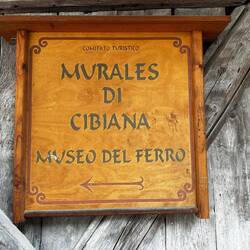 COMITATO TURISTICO
MURALES
DI
CIBIANA
MUSEO DEL FERRO